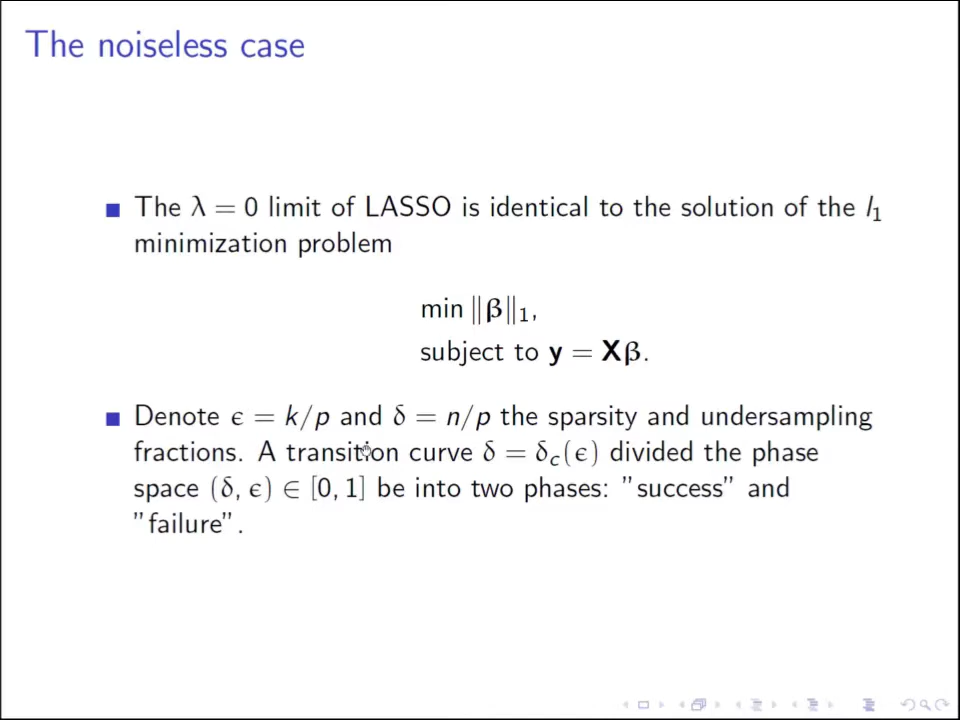 The noiseless case
The λ = 0 limit of LASSO is identical to the solution of the l₁
minimization problem
min ‖β‖₁,
subject to y = Xβ.
Denote ϵ = k/p and δ = n/p the sparsity and undersampling
fractions. A transition curve δ = δ_c(ϵ) divided the phase
space (δ, ϵ) ∈ [0, 1] be into two phases: ”success” and
”failure”.